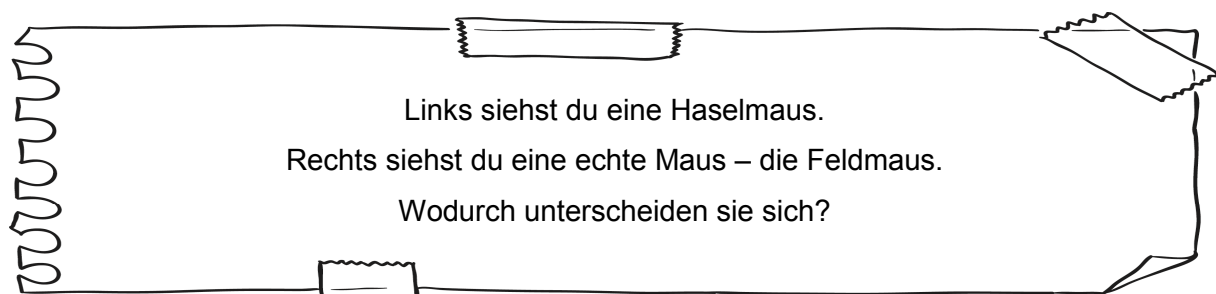 Links siehst du eine Haselmaus.
Rechts siehst du eine echte Maus – die Feldmaus.
Wodurch unterscheiden sie sich?